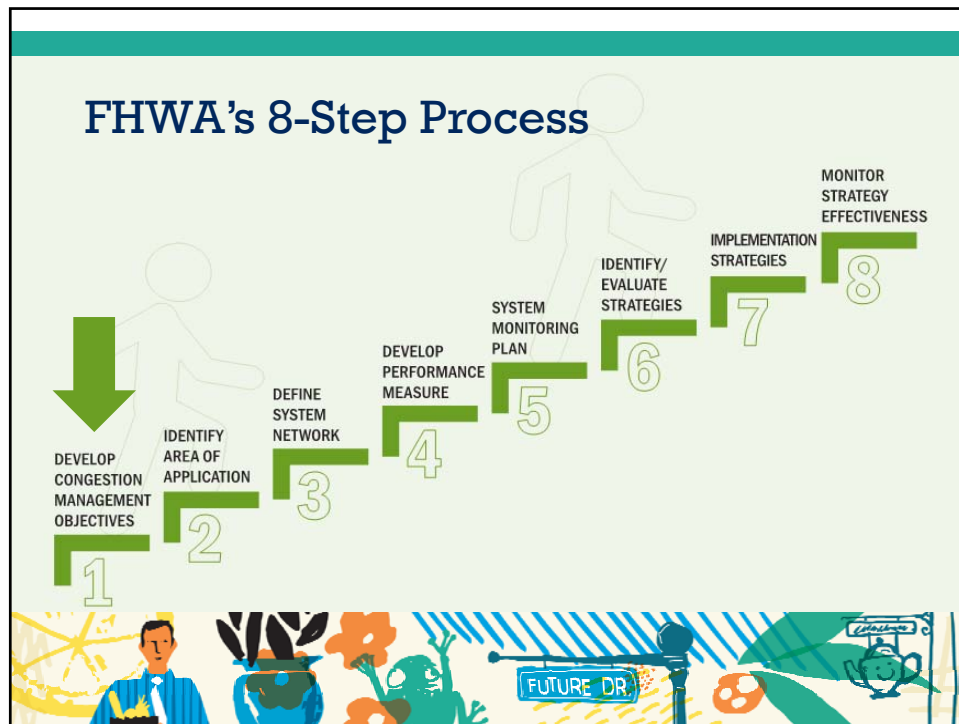 FHWA's 8-Step Process
DEVELOP
CONGESTION
MANAGEMENT
OBJECTIVES
1
IDENTIFY
AREA OF
APPLICATION
2
DEFINE
SYSTEM
NETWORK
3
DEVELOP
PERFORMANCE
MEASURE
4
SYSTEM
MONITORING
PLAN
5
IDENTIFY/
EVALUATE
STRATEGIES
6
IMPLEMENTATION
STRATEGIES
7
MONITOR
STRATEGY
EFFECTIVENESS
8
FUTURE DR.